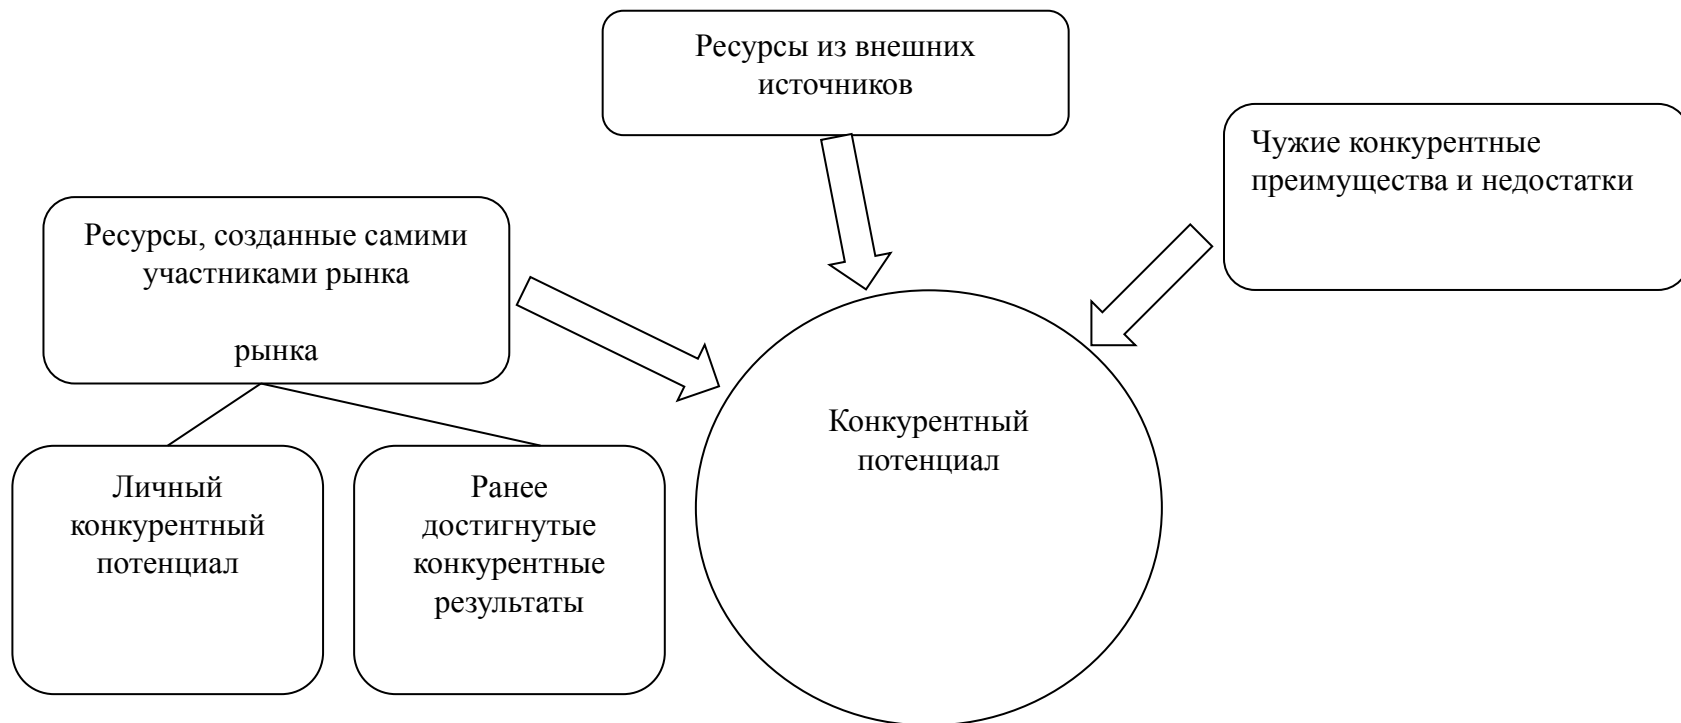 Ресурсы из внешних
источников
Чужие конкурентные
преимущества и недостатки
Ресурсы, созданные самими
участниками рынка
рынка
Конкурентный
потенциал
Личный
конкурентный
потенциал
Ранее
достигнутые
конкурентные
результаты